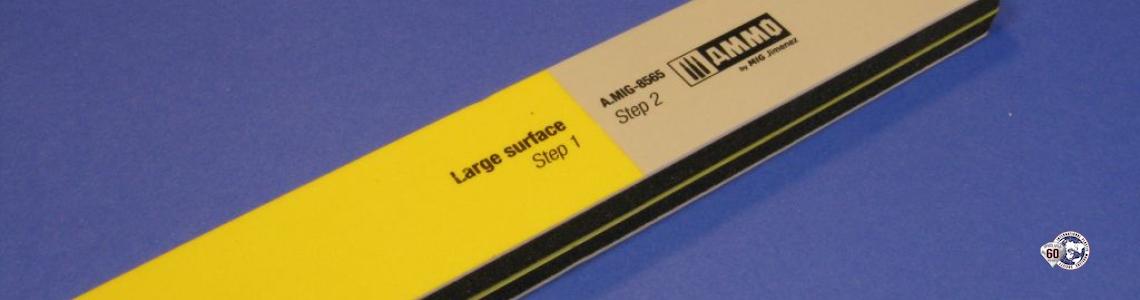 Large surface
Step 1
A.MIG-8565
Step 2
AMMO
by MIG Jimenez
60